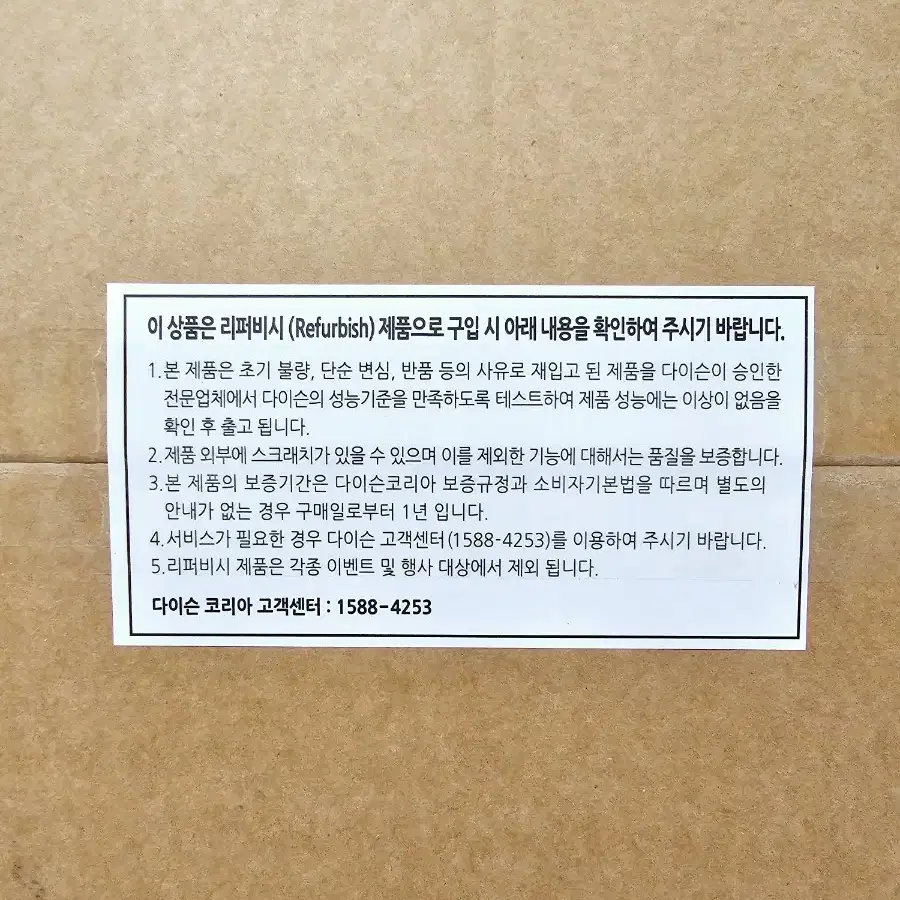 이 상품은 리퍼비시 (Refurbish) 제품으로 구입 시 아래 내용을 확인하여 주시기 바랍니다.
1.본 제품은 초기 불량, 단순 변심, 반품 등의 사유로 재입고 된 제품을 다이슨이 승인한
전문업체에서 다이슨의 성능기준을 만족하도록 테스트하여 제품 성능에는 이상이 없음을
확인 후 출고 됩니다.
2.제품 외부에 스크래치가 있을 수 있으며 이를 제외한 기능에 대해서는 품질을 보증합니다.
3.본 제품의 보증기간은 다이슨코리아 보증규정과 소비자기본법을 따르며 별도의
안내가 없는 경우 구매일로부터 1년 입니다.
4.서비스가 필요한 경우 다이슨 고객센터(1588-4253)를 이용하여 주시기 바랍니다.
5.리퍼비시 제품은 각종 이벤트 및 행사 대상에서 제외 됩니다.
다이슨 코리아 고객센터 : 1588-4253